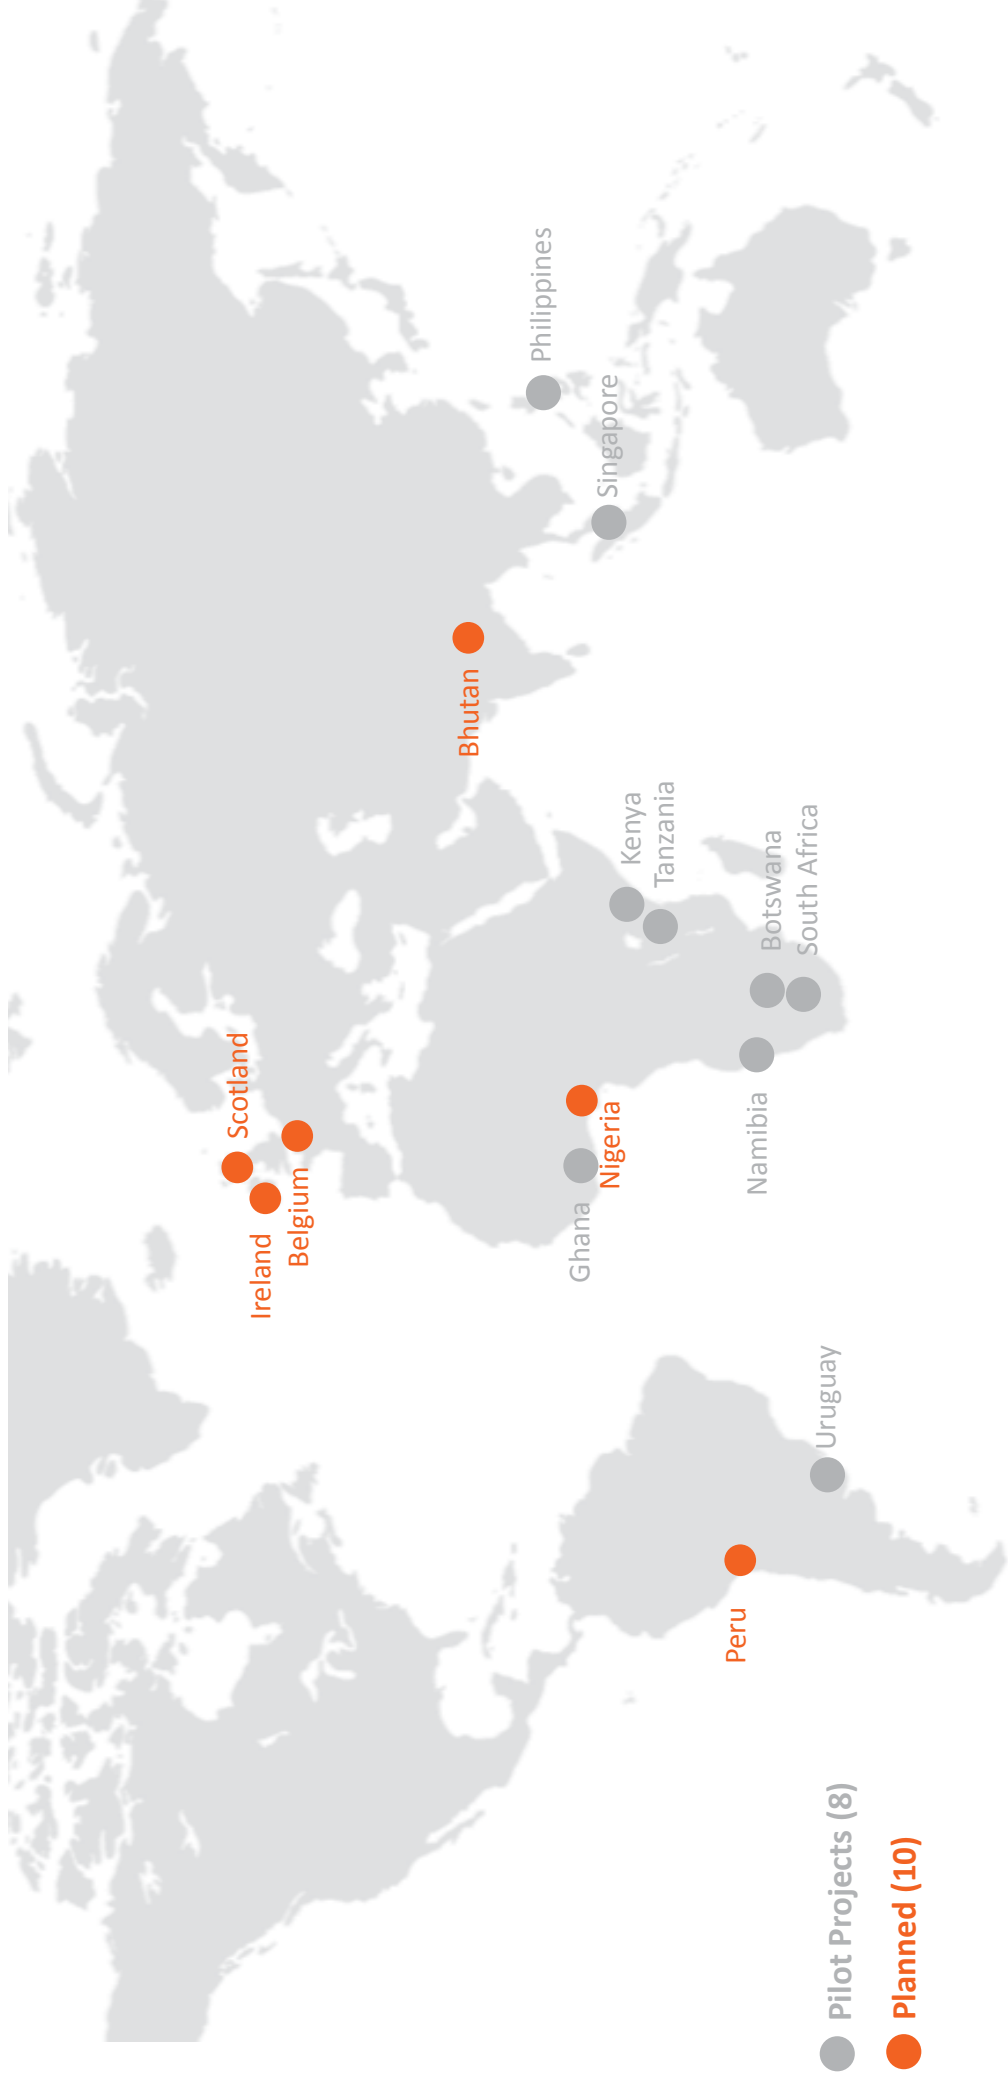 Scotland
Ireland
Belgium
Bhutan
Philippines
Singapore
Ghana
Nigeria
Kenya
Tanzania
Peru
Namibia
Botswana
South Africa
Uruguay
Pilot Projects (8)
Planned (10)